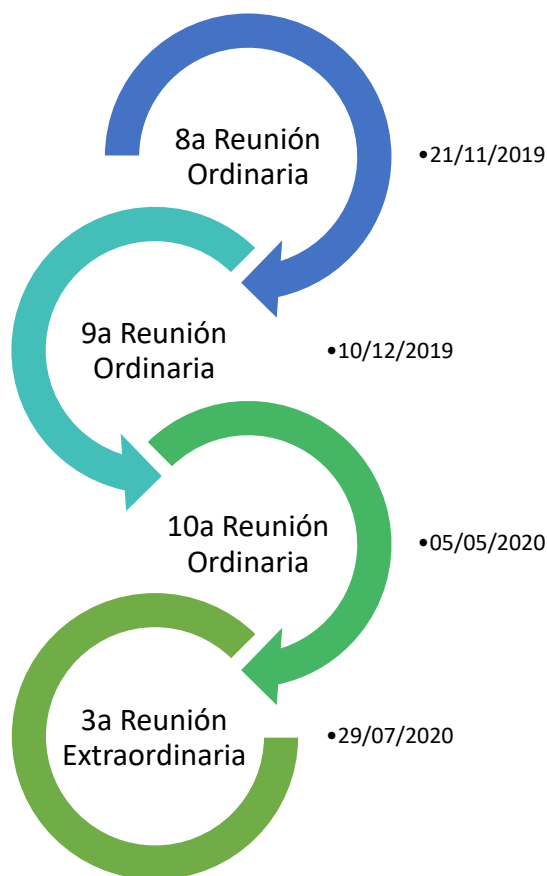 8a Reunión
Ordinaria
•21/11/2019
9a Reunión
Ordinaria
•10/12/2019
10a Reunión
Ordinaria
•05/05/2020
3a Reunión
Extraordinaria
•29/07/2020